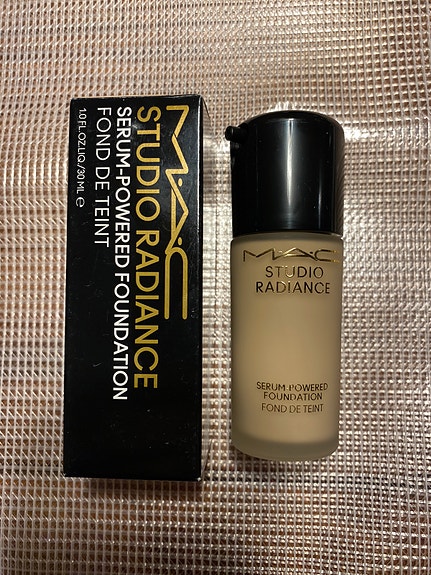 M·A·C
STUDIO RADIANCE
SERUM-POWERED FOUNDATION
FOND DE TEINT
1.0 FL.OZ.LIQ./30 ML ℮
M·A·C
STUDIO
RADIANCE
SERUM-POWERED
FOUNDATION
FOND DE TEINT